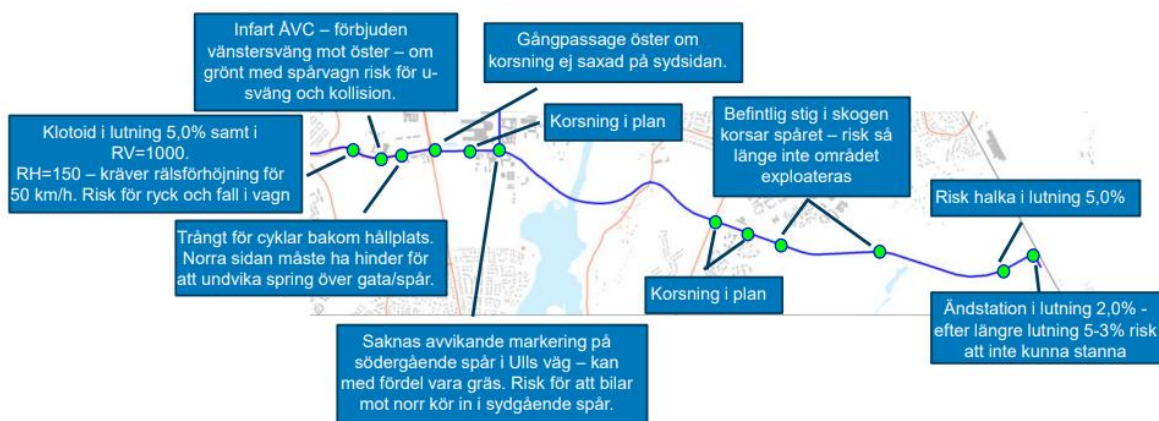 Infart ÅVC – förbjuden
vänstersväng mot öster – om
grönt med spårvagn risk för u-
sväng och kollision.
Gångpassage öster om
korsning ej saxad på sydsidan.
Klotoid i lutning 5,0% samt i
RV=1000.
RH=150 – kräver rälsförhöjning för
50 km/h. Risk för ryck och fall i vagn
Korsning i plan
Befintlig stig i skogen
korsar spåret – risk så
länge inte området
exploateras
Risk halka i lutning 5,0%
Trångt för cyklar bakom hållplats.
Norra sidan måste ha hinder för
att undvika spring över gata/spår.
Korsning i plan
Ändstation i lutning 2,0% -
efter längre lutning 5-3% risk
att inte kunna stanna
Saknas avvikande markering på
södergående spår i Ulls väg – kan
med fördel vara gräs. Risk för att bilar
mot norr kör in i sydgående spår.